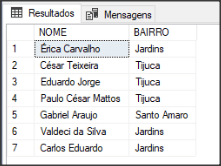 Resultados Mensagens
NOME BAIRRO
1 Érica Carvalho Jardins
2 César Teixeira Tijuca
3 Eduardo Jorge Tijuca
4 Paulo César Mattos Tijuca
5 Gabriel Araujo Santo Amaro
6 Valdeci da Silva Jardins
7 Carlos Eduardo Jardins